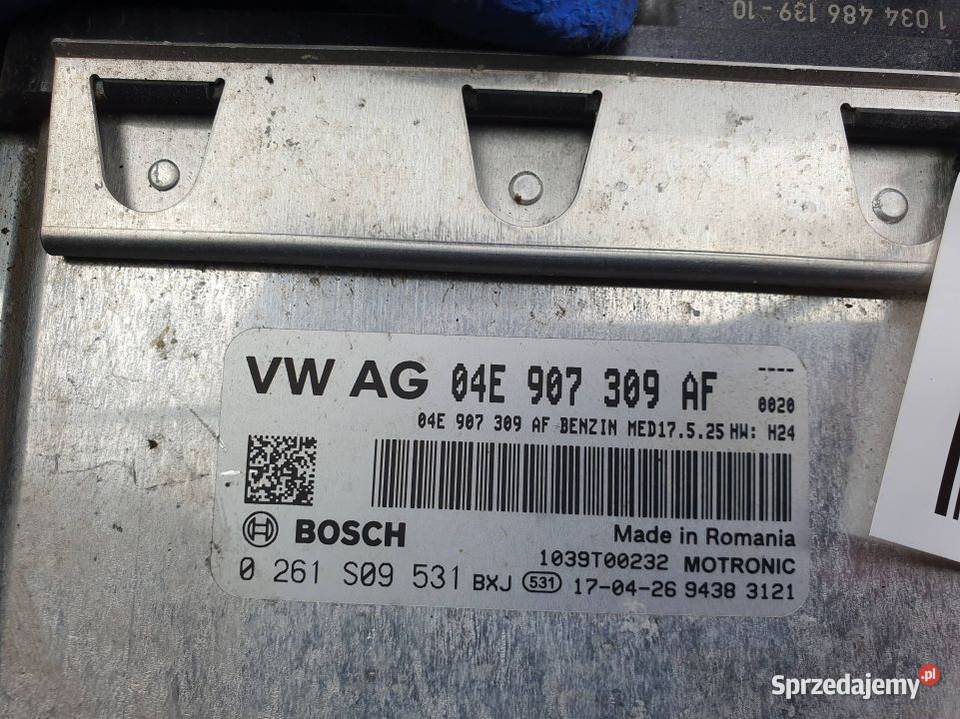 1 034 486 139-10
VW AG 04E 907 309 AF ----
0020
04E 907 309 AF BENZIN MED17.5.25 HW: H24
BOSCH Made in Romania
1039T00232 MOTRONIC
0 261 S09 531 BXJ 531 17-04-26 9438 3121
Sprzedajemy.pl